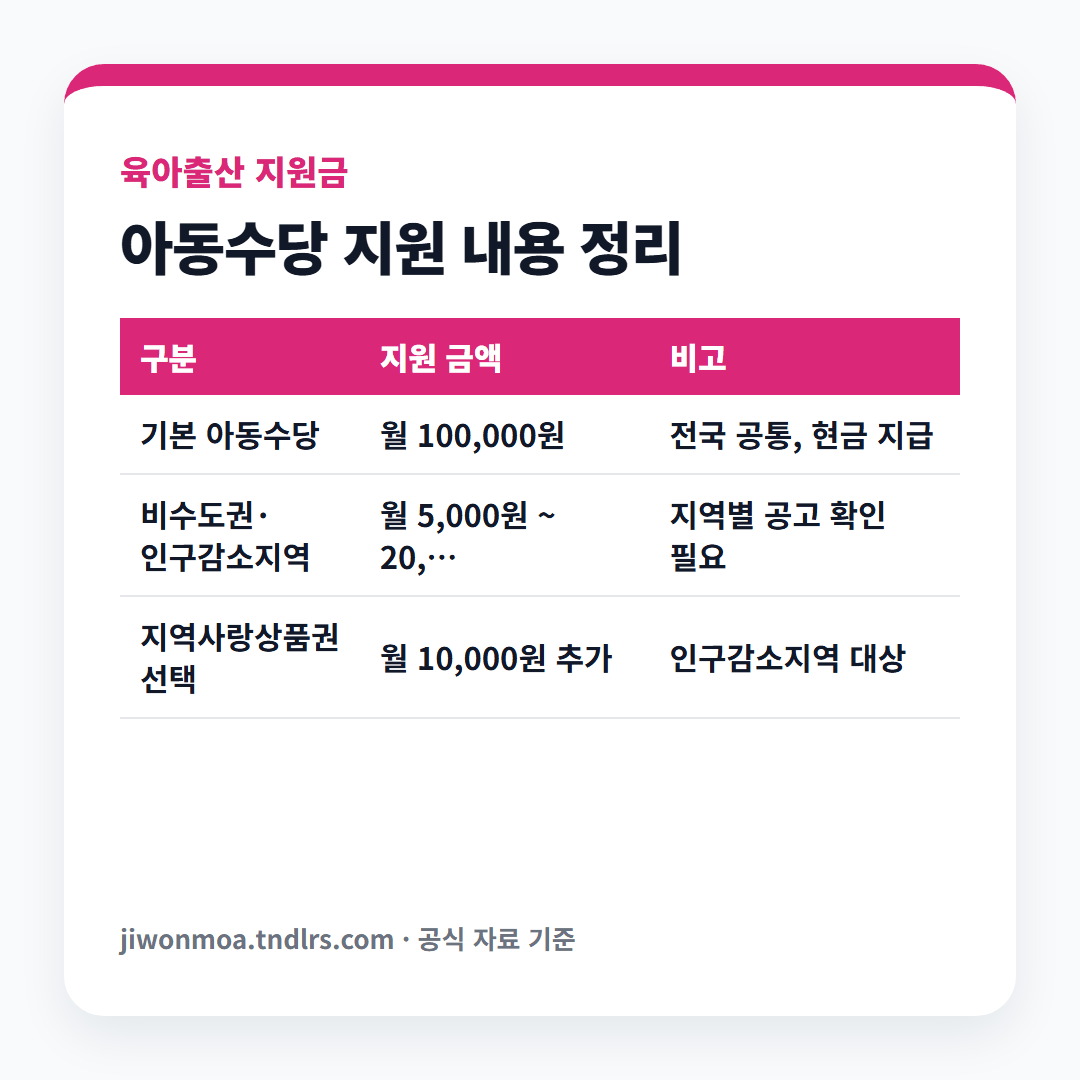 육아출산 지원금
아동수당 지원 내용 정리
구분 지원 금액 비고
기본 아동수당 월 100,000원 전국 공통, 현금 지급
비수도권·
인구감소지역
월 5,000원 ~
20,…
지역별 공고 확인
필요
지역사랑상품권
선택
월 10,000원 추가
인구감소지역 대상
jiwonmoa.tndlrs.com · 공식 자료 기준